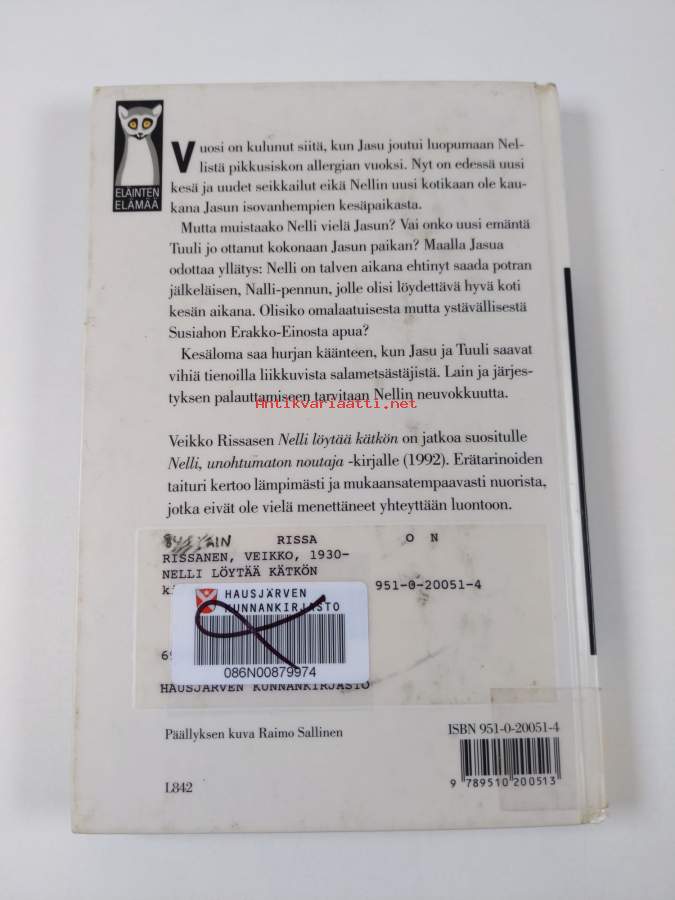 ELÄINTEN
ELÄMÄÄ
Vuosi on kulunut siitä, kun Jasu joutui luopumaan Nel-
listä pikkusiskon allergian vuoksi. Nyt on edessä uusi
kesä ja uudet seikkailut eikä Nellin uusi kotikaan ole kau-
kana Jasun isovanhempien kesäpaikasta.
Mutta muistaako Nelli vielä Jasun? Vai onko uusi emäntä
Tuuli jo ottanut kokonaan Jasun paikan? Maalla Jasua
odottaa yllätys: Nelli on talven aikana ehtinyt saada potran
jälkeläisen, Nalli-pennun, jolle olisi löydettävä hyvä koti
kesän aikana. Olisiko omalaatuisesta mutta ystävällisestä
Susiahon Erakko-Einosta apua?
Kesäloma saa hurjan käänteen, kun Jasu ja Tuuli saavat
vihiä tienoilla liikkuvista salametsästäjistä. Lain ja järjes-
tyksen palauttamiseen tarvitaan Nellin neuvokkuutta.
Antikvariaatti.net
Veikko Rissasen Nelli löytää kätkön on jatkoa suositulle
Nelli, unohtumaton noutaja -kirjalle (1992). Erätarinoiden
taituri kertoo lämpimästi ja mukaansatempaavasti nuorista,
jotka eivät ole vielä menettäneet yhteyttään luontoon.
RISSA O N
RISSANEN, VEIKKO, 1930-
NELLI LÖYTÄÄ KÄTKÖN
951-0-20051-4
HAUSJÄRVEN
KUNNANKIRJASTO
086N00879974
HAUSJÄRVEN KUNNANKIRJASTO
Päällyksen kuva Raimo Sallinen
ISBN 951-0-20051-4
9 789510 200513
L842